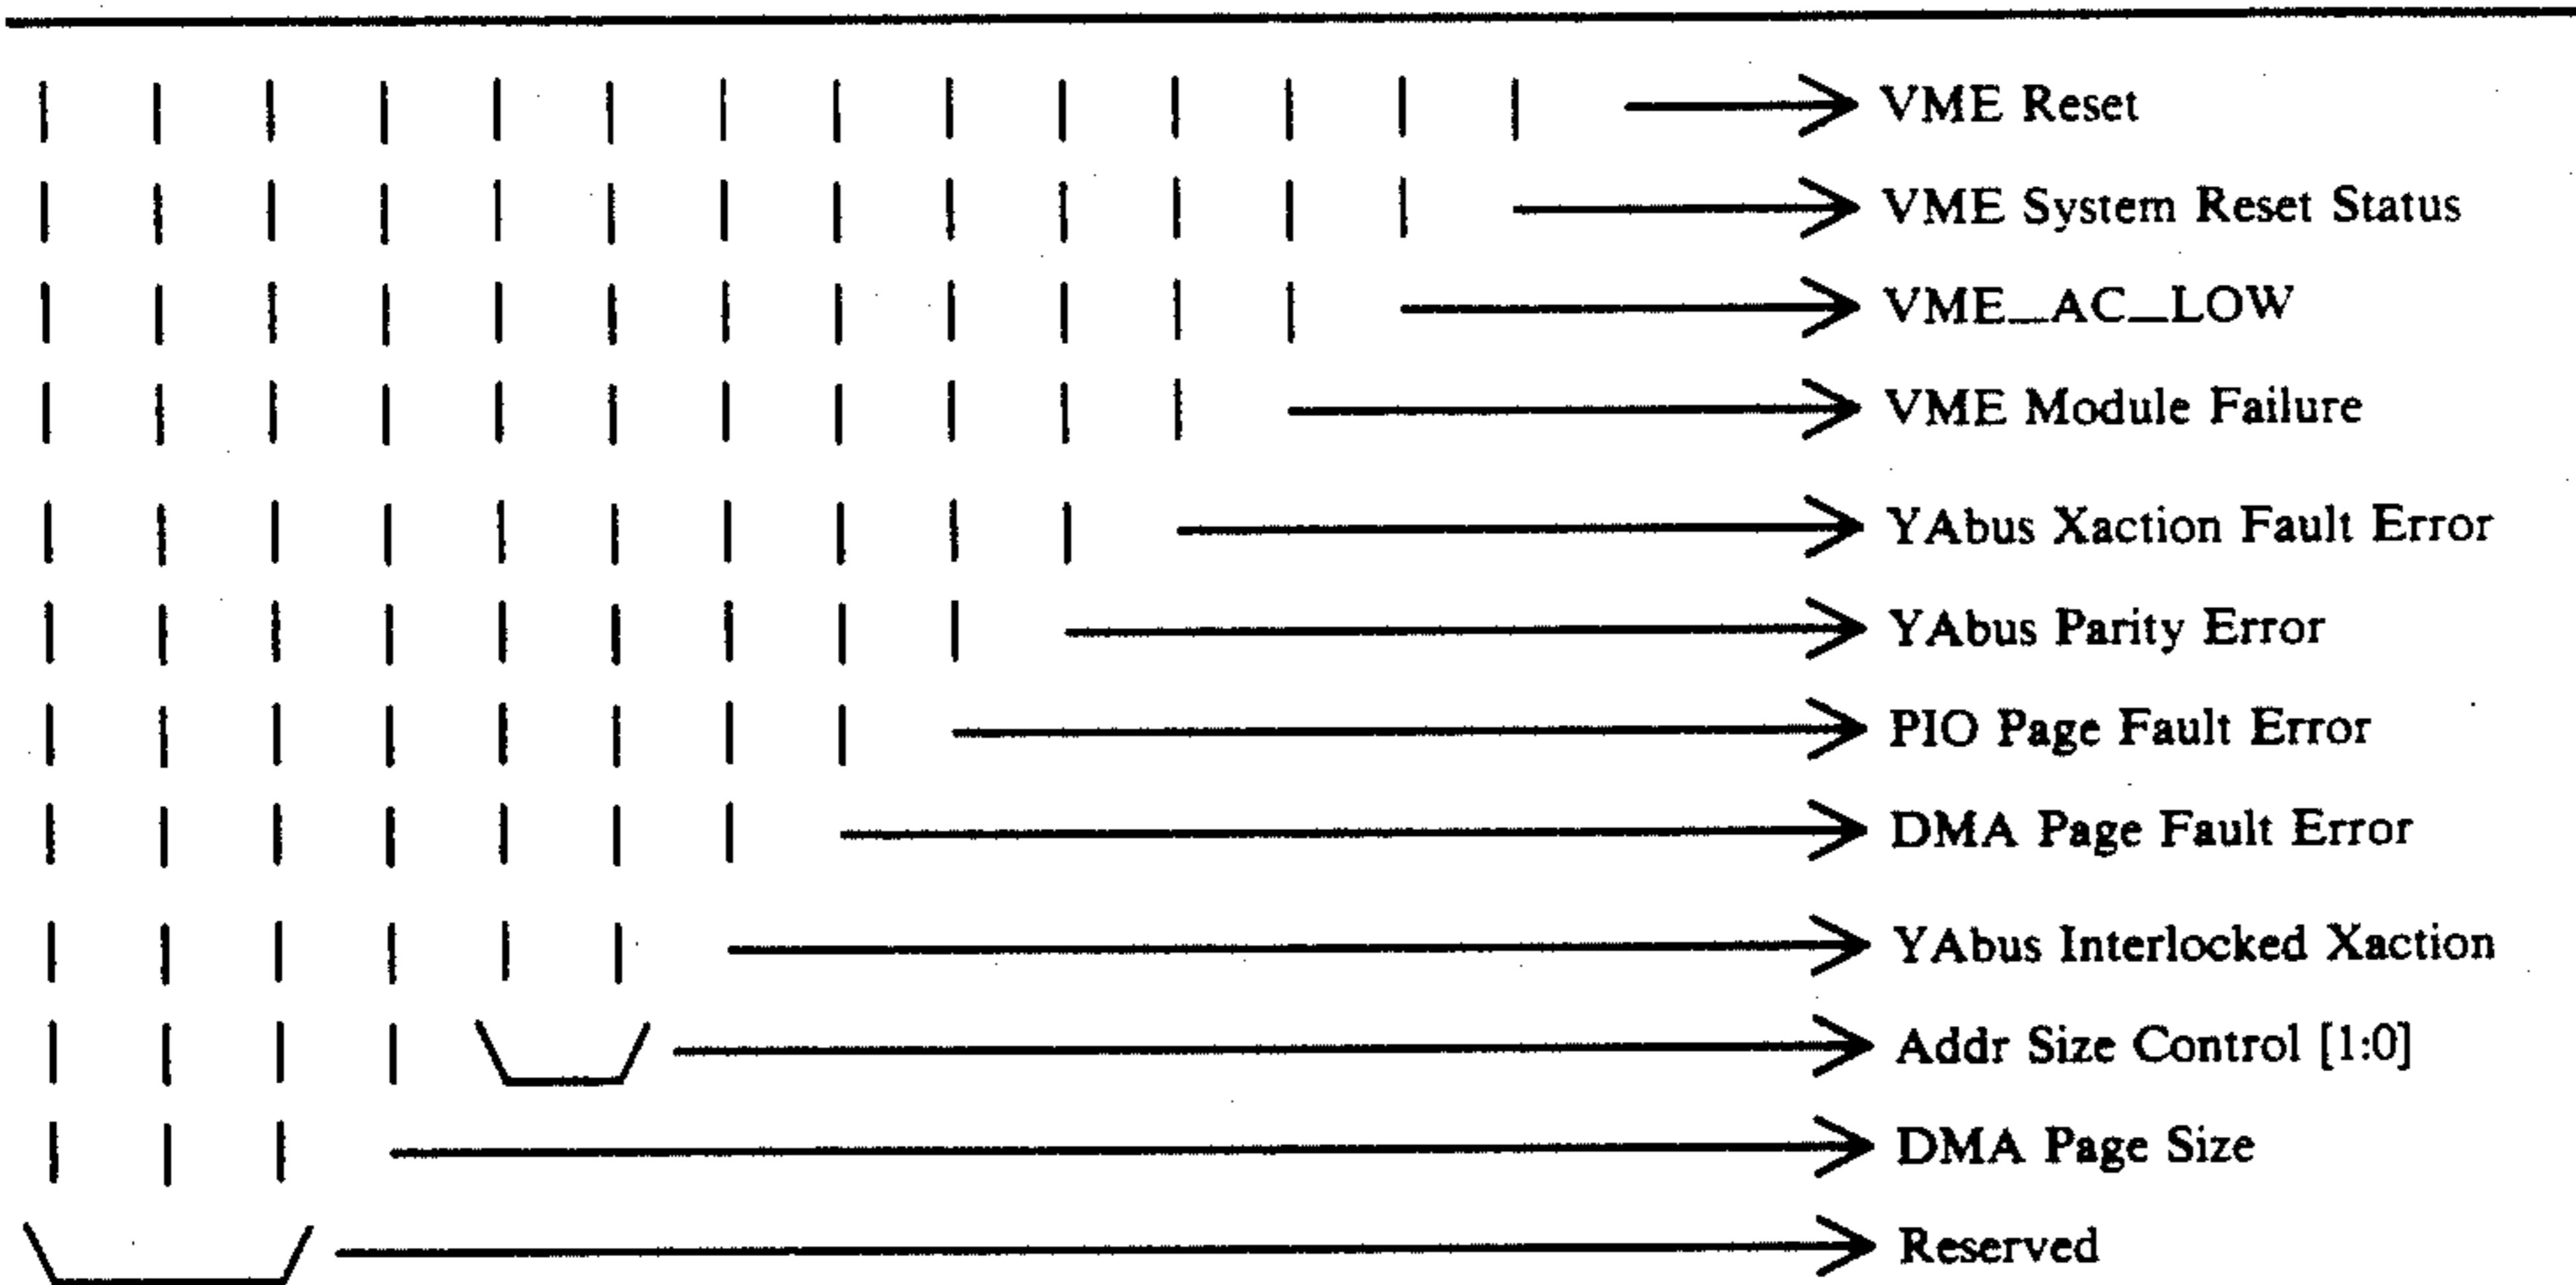 VME Reset
VME System Reset Status
VME_AC_LOW
VME Module Failure
YAbus Xaction Fault Error
YAbus Parity Error
PIO Page Fault Error
DMA Page Fault Error
YAbus Interlocked Xaction
Addr Size Control [1:0]
DMA Page Size
Reserved